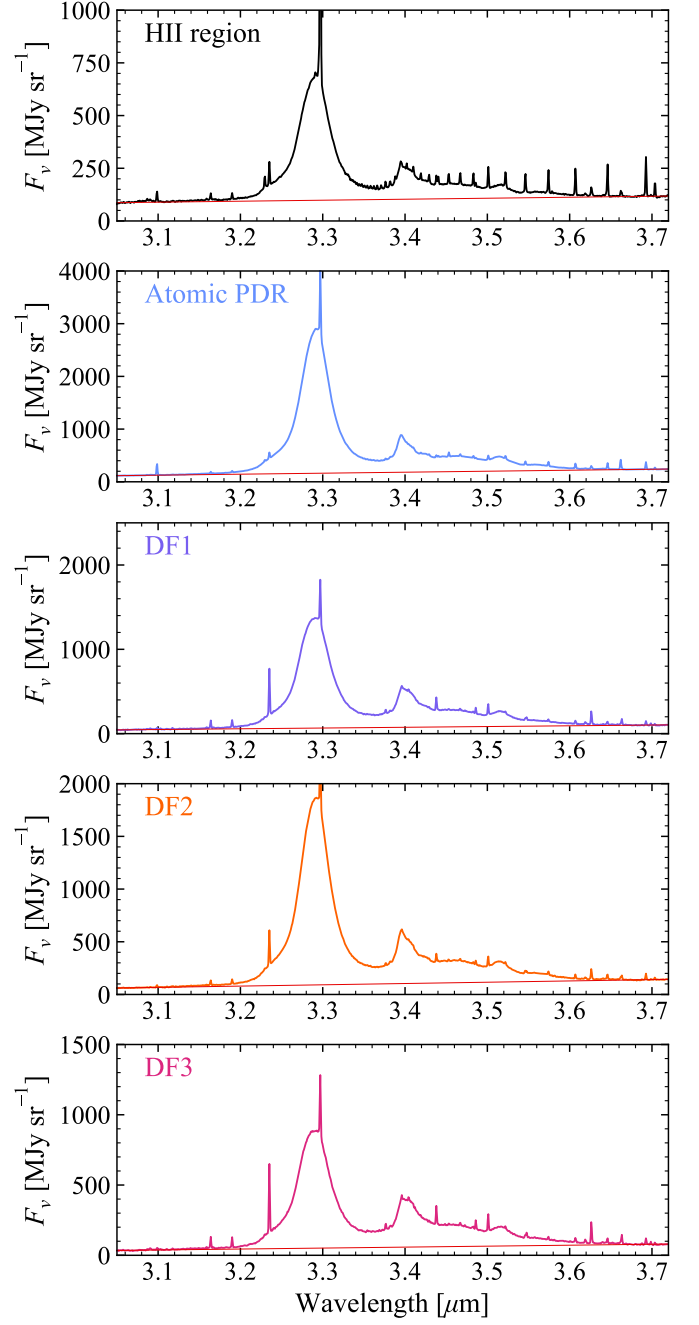 HII region
1000
750
500
250
0
F_ν [MJy sr⁻¹]
3.1 3.2 3.3 3.4 3.5 3.6 3.7
Atomic PDR
4000
3000
2000
1000
0
F_ν [MJy sr⁻¹]
3.1 3.2 3.3 3.4 3.5 3.6 3.7
DF1
2000
1000
0
F_ν [MJy sr⁻¹]
3.1 3.2 3.3 3.4 3.5 3.6 3.7
DF2
2000
1500
1000
500
0
F_ν [MJy sr⁻¹]
3.1 3.2 3.3 3.4 3.5 3.6 3.7
DF3
1500
1000
500
0
F_ν [MJy sr⁻¹]
3.1 3.2 3.3 3.4 3.5 3.6 3.7
Wavelength [μm]